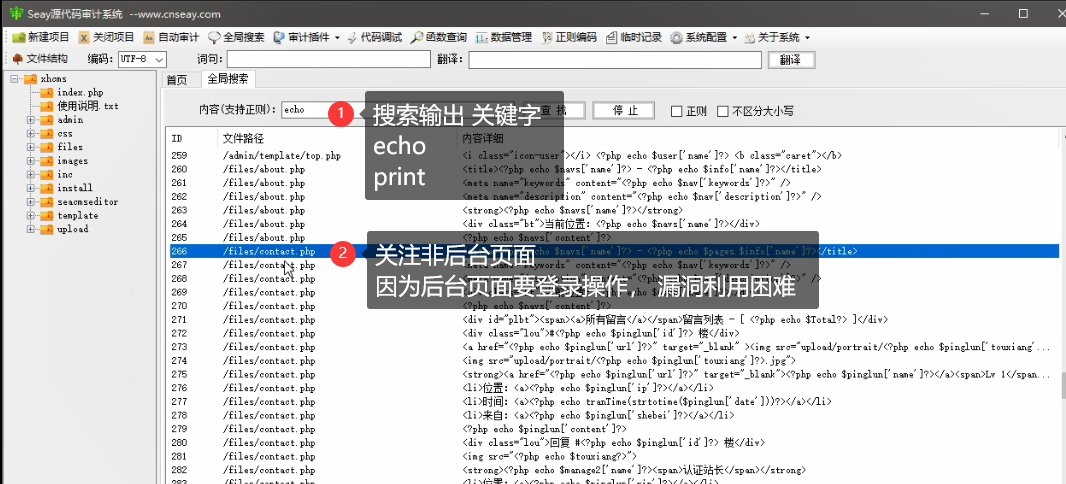 Seay源代码审计系统 --www.cnseay.com
新建项目 关闭项目 自动审计 全局搜索 审计插件 代码调试 函数查询 数据管理 正则编码 临时记录 系统配置 关于系统
文件结构 编码: UTF-8 词句: 翻译: 翻译
xhcms
index.php
使用说明.txt
admin
css
files
images
inc
install
seacmseditor
template
upload
首页 全局搜索
内容(支持正则): echo 查 找 停 止 正则 不区分大小写
1 搜索输出 关键字
echo
print
ID 文件路径 内容详细
259 /admin/template/top.php <i class="icon-user"></i> <?php echo $user['name']?> <b class="caret"></b>
260 /files/about.php <title><?php echo $navs['name']?> - <?php echo $info['name']?></title>
261 /files/about.php <meta name="keywords" content="<?php echo $nav['keywords']?>" />
262 /files/about.php <meta name="description" content="<?php echo $nav['description']?>" />
263 /files/about.php <strong><?php echo $navs['name']?></strong>
264 /files/about.php <div class="bt">当前位置: <?php echo $navs['name']?></div>
265 /files/about.php <?php echo $navs['content']?>
266 /files/contact.php <title><?php echo $navs['name']?> - <?php echo $pages.$info['name']?></title>
2 关注非后台页面
因为后台页面要登录操作，漏洞利用困难
267 /files/contact.php <meta name="keywords" content="<?php echo $nav['keywords']?>" />
268 /files/contact.php
269 /files/contact.php
270 /files/contact.php <?php echo $navs['content']?>
271 /files/contact.php <div id="plbt"><span><a>所有留言</a></span>留言列表 - [ <?php echo $Total?> ]</div>
272 /files/contact.php <div class="lou">#<?php echo $pinglun['id']?> 楼</div>
273 /files/contact.php <a href="<?php echo $pinglun['url']?>" target="_blank" ><img src="upload/portrait/<?php echo $pinglun['touxiang'...
274 /files/contact.php <img src="upload/portrait/<?php echo $pinglun['touxiang']?>.jpg">
275 /files/contact.php <strong><a href="<?php echo $pinglun['url']?>" target="_blank"><?php echo $pinglun['name']?></a><span>Lv 1</span...
276 /files/contact.php <li>位置: <a><?php echo $pinglun['ip']?></a></li>
277 /files/contact.php <li>时间: <a><?php echo tranTime(strtotime($pinglun['date']))?></a></li>
278 /files/contact.php <li>来自: <a><?php echo $pinglun['shebei']?></a></li>
279 /files/contact.php <?php echo $pinglun['content']?>
280 /files/contact.php <div class="lou">回复 #<?php echo $pinglun['id']?> 楼</div>
281 /files/contact.php <img src="<?php echo $touxiang?>">
282 /files/contact.php <strong><?php echo $manage2['name']?><span>认证站长</span></strong>